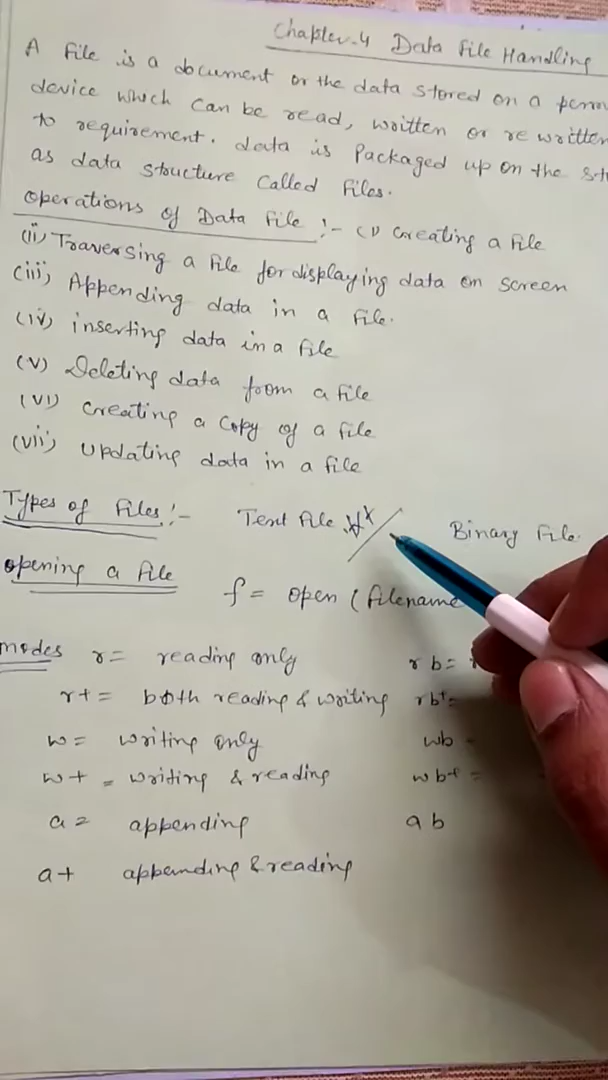 Chapter-4 Data File Handling
A File is a document or the data stored on a
device which can be read, written or re written
to requirement. data is Packaged up on the
as data structure Called Files.
operations of Data File :- (i) Creating a File
(ii) Traversing a File for displaying data on screen
(iii) Appending data in a File.
(iv) inserting data in a File
(v) Deleting data from a File
(VI) Creating a Copy of a File
(vii) Updating data in a File
Types of Files :- Text File / Binary File.
opening a File f = open (filename
modes r = reading only rb =
r+ = both reading & writing rb+ =
w = writing only wb =
w+ = writing & reading wb+ =
a = appending ab
a+ appending & reading